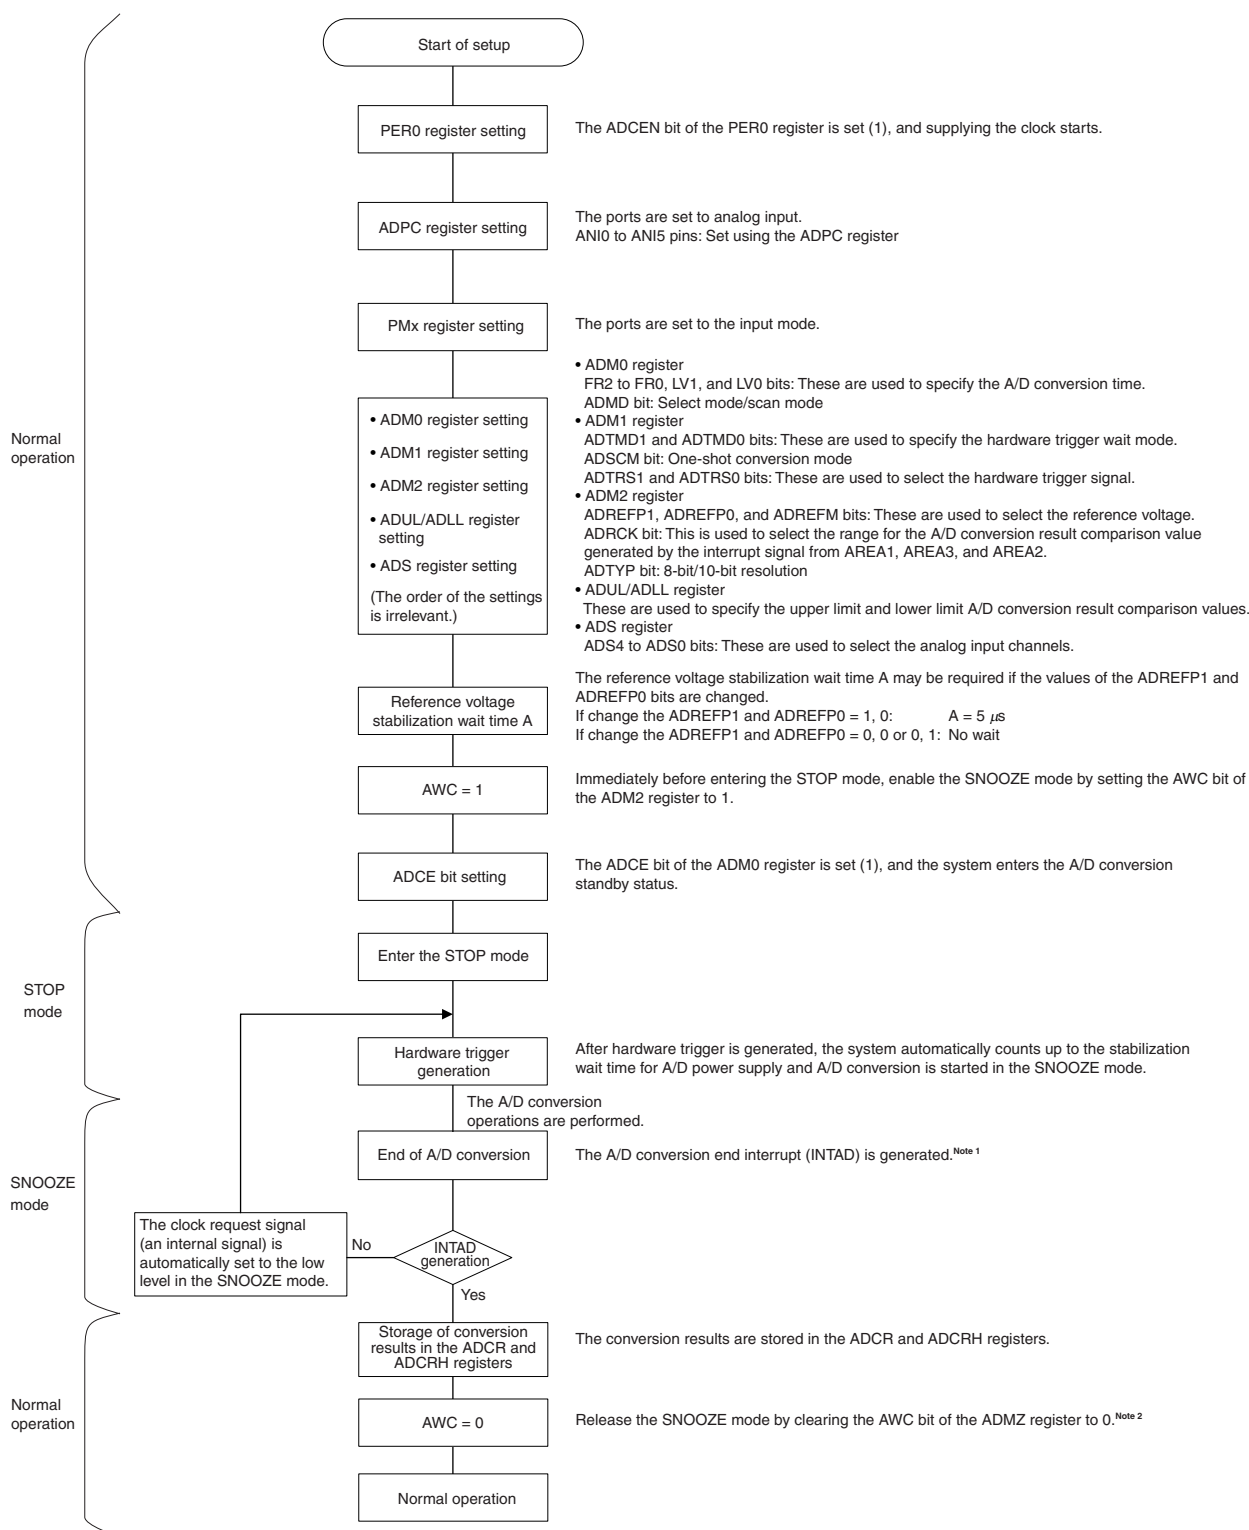 Start of setup
PER0 register setting
The ADCEN bit of the PER0 register is set (1), and supplying the clock starts.
ADPC register setting
The ports are set to analog input.
ANI0 to ANI5 pins: Set using the ADPC register
PMx register setting
The ports are set to the input mode.
Normal
operation
• ADM0 register setting
• ADM1 register setting
• ADM2 register setting
• ADUL/ADLL register
setting
• ADS register setting
(The order of the settings
is irrelevant.)
• ADM0 register
FR2 to FR0, LV1, and LV0 bits: These are used to specify the A/D conversion time.
ADMD bit: Select mode/scan mode
• ADM1 register
ADTMD1 and ADTMD0 bits: These are used to specify the hardware trigger wait mode.
ADSCM bit: One-shot conversion mode
ADTRS1 and ADTRS0 bits: These are used to select the hardware trigger signal.
• ADM2 register
ADREFP1, ADREFP0, and ADREFM bits: These are used to select the reference voltage.
ADRCK bit: This is used to select the range for the A/D conversion result comparison value
generated by the interrupt signal from AREA1, AREA3, and AREA2.
ADTYP bit: 8-bit/10-bit resolution
• ADUL/ADLL register
These are used to specify the upper limit and lower limit A/D conversion result comparison values.
• ADS register
ADS4 to ADS0 bits: These are used to select the analog input channels.
Reference voltage
stabilization wait time A
The reference voltage stabilization wait time A may be required if the values of the ADREFP1 and
ADREFP0 bits are changed.
If change the ADREFP1 and ADREFP0 = 1, 0: A = 5 μs
If change the ADREFP1 and ADREFP0 = 0, 0 or 0, 1: No wait
AWC = 1
Immediately before entering the STOP mode, enable the SNOOZE mode by setting the AWC bit of
the ADM2 register to 1.
ADCE bit setting
The ADCE bit of the ADM0 register is set (1), and the system enters the A/D conversion
standby status.
Enter the STOP mode
STOP
mode
Hardware trigger
generation
After hardware trigger is generated, the system automatically counts up to the stabilization
wait time for A/D power supply and A/D conversion is started in the SNOOZE mode.
The A/D conversion
operations are performed.
End of A/D conversion
The A/D conversion end interrupt (INTAD) is generated.Note 1
SNOOZE
mode
The clock request signal
(an internal signal) is
automatically set to the low
level in the SNOOZE mode.
No
INTAD
generation
Yes
Storage of conversion
results in the ADCR and
ADCRH registers
The conversion results are stored in the ADCR and ADCRH registers.
Normal
operation
AWC = 0
Release the SNOOZE mode by clearing the AWC bit of the ADMZ register to 0.Note 2
Normal operation